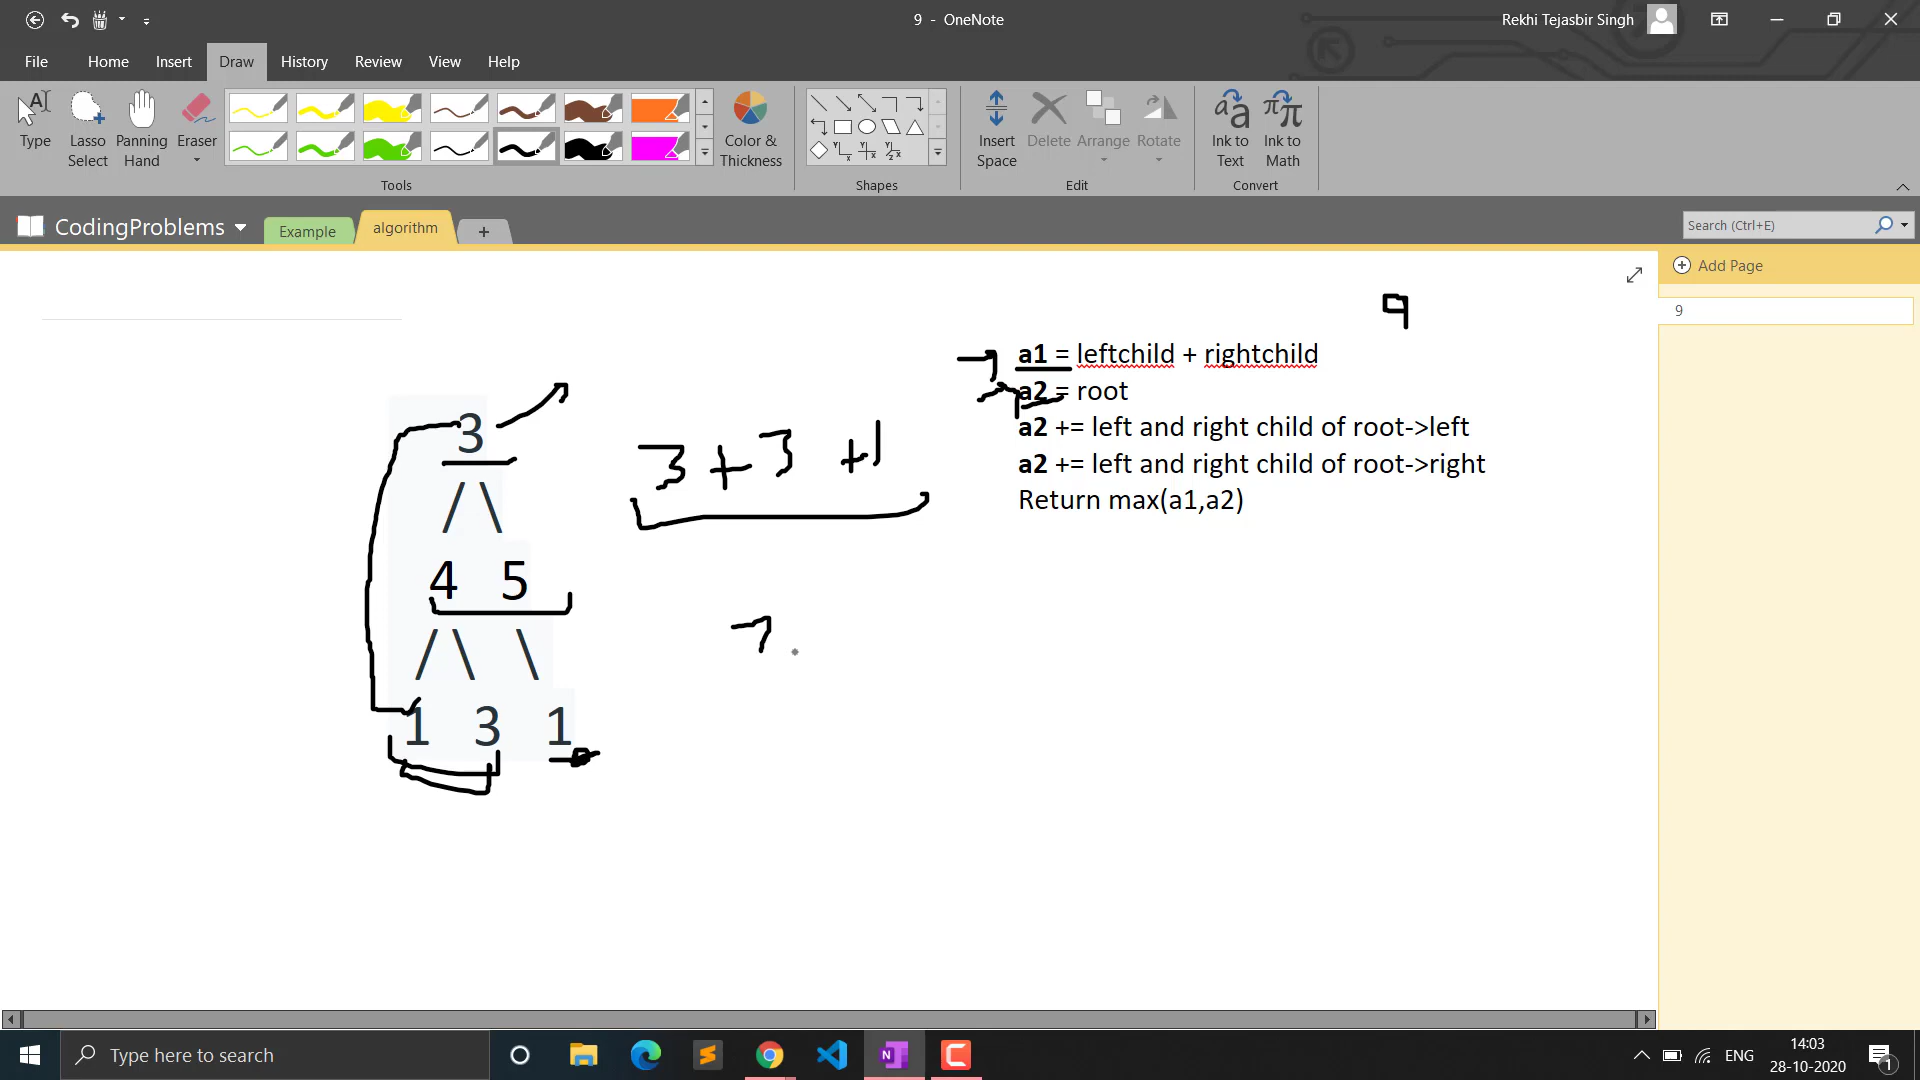 9 - OneNote
Rekhi Tejasbir Singh
File Home Insert Draw History Review View Help
Type
Lasso Select
Panning Hand
Eraser
Color & Thickness
Insert Space
Delete
Arrange
Rotate
Ink to Text
Ink to Math
Tools
Shapes
Edit
Convert
CodingProblems
Example
algorithm
Search (Ctrl+E)
Add Page
9
9
a1 = leftchild + rightchild
a2 = root
a2 += left and right child of root->left
a2 += left and right child of root->right
Return max(a1,a2)
3
/ \
4 5
/ \ \
1 3 1
3 + 3 + 1
7
Type here to search
ENG
14:03
28-10-2020
1